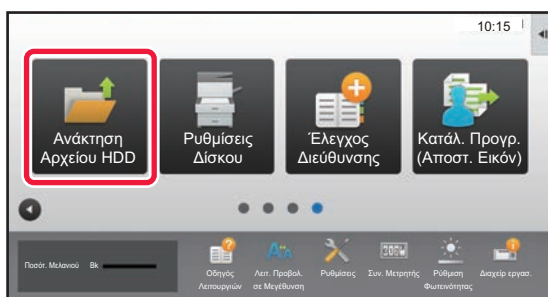 10:15
Ανάκτηση
Αρχείου HDD
Ρυθμίσεις
Δίσκου
Έλεγχος
Διεύθυνσης
Κατάλ. Προγρ.
(Αποστ. Εικόν)
Ποσότ. Μελανιού Bk
Οδηγός
Λειτουργιών
Λειτ. Προβολ.
σε Μεγέθυνση
Ρυθμίσεις
Συν. Μετρητής
Ρύθμιση
Φωτεινότητας
Διαχείρ εργασ.